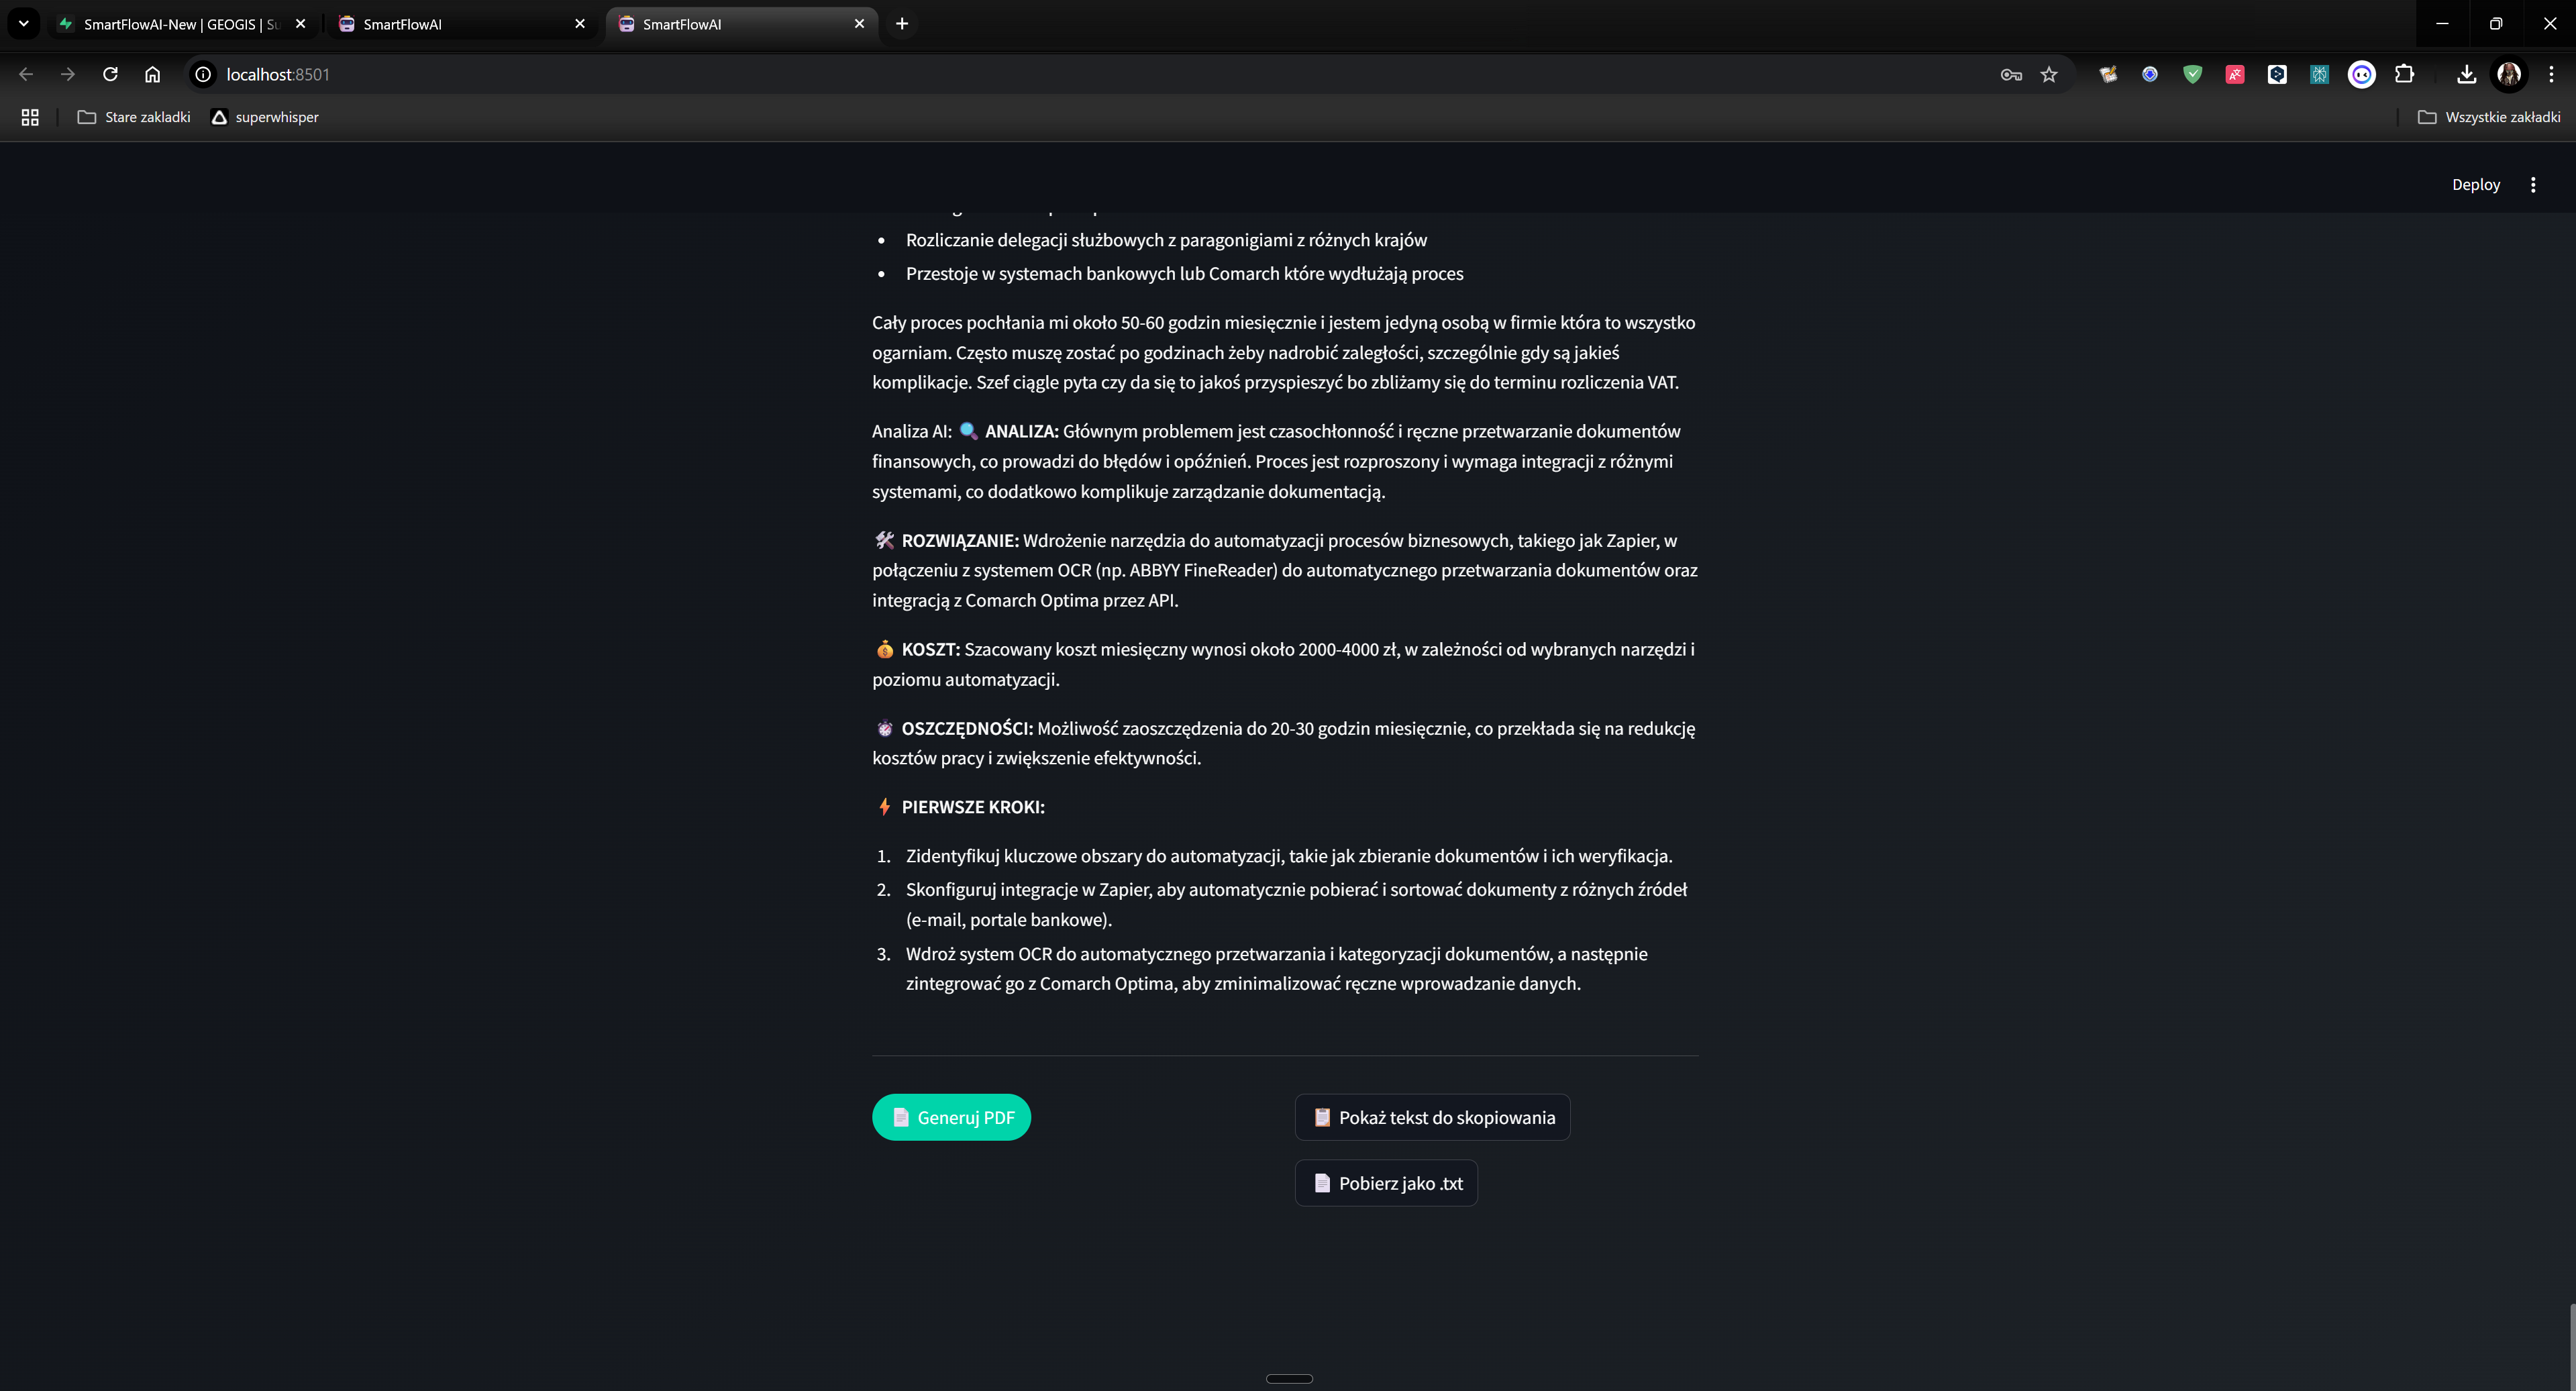 SmartFlowAI-New | GEOGIS | Su
SmartFlowAI
SmartFlowAI
localhost:8501
Stare zakladki
superwhisper
Wszystkie zakładki
Deploy
• Rozliczanie delegacji służbowych z paragonigiami z różnych krajów
• Przestoje w systemach bankowych lub Comarch które wydłużają proces
Cały proces pochłania mi około 50-60 godzin miesięcznie i jestem jedyną osobą w firmie która to wszystko
ogarniam. Często muszę zostać po godzinach żeby nadrobić zaległości, szczególnie gdy są jakieś
komplikacje. Szef ciągle pyta czy da się to jakoś przyspieszyć bo zbliżamy się do terminu rozliczenia VAT.
Analiza AI: 🔍 ANALIZA: Głównym problemem jest czasochłonność i ręczne przetwarzanie dokumentów
finansowych, co prowadzi do błędów i opóźnień. Proces jest rozproszony i wymaga integracji z różnymi
systemami, co dodatkowo komplikuje zarządzanie dokumentacją.
🛠 ROZWIĄZANIE: Wdrożenie narzędzia do automatyzacji procesów biznesowych, takiego jak Zapier, w
połączeniu z systemem OCR (np. ABBYY FineReader) do automatycznego przetwarzania dokumentów oraz
integracją z Comarch Optima przez API.
💰 KOSZT: Szacowany koszt miesięczny wynosi około 2000-4000 zł, w zależności od wybranych narzędzi i
poziomu automatyzacji.
⏱ OSZCZĘDNOŚCI: Możliwość zaoszczędzenia do 20-30 godzin miesięcznie, co przekłada się na redukcję
kosztów pracy i zwiększenie efektywności.
⚡ PIERWSZE KROKI:
1. Zidentyfikuj kluczowe obszary do automatyzacji, takie jak zbieranie dokumentów i ich weryfikacja.
2. Skonfiguruj integracje w Zapier, aby automatycznie pobierać i sortować dokumenty z różnych źródeł
(e-mail, portale bankowe).
3. Wdroż system OCR do automatycznego przetwarzania i kategoryzacji dokumentów, a następnie
zintegrować go z Comarch Optima, aby zminimalizować ręczne wprowadzanie danych.
📄 Generuj PDF
📋 Pokaż tekst do skopiowania
📄 Pobierz jako .txt